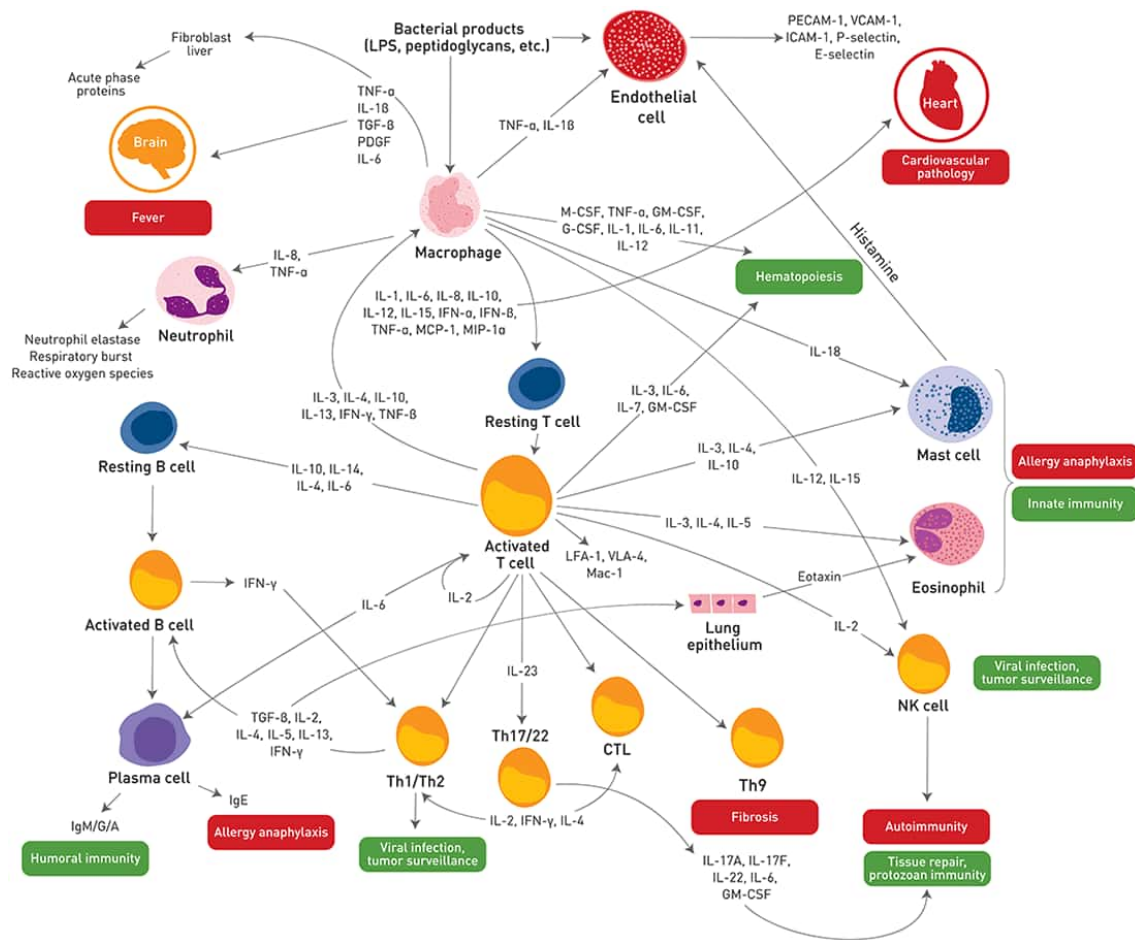 Bacterial products
(LPS, peptidoglycans, etc.)
PECAM-1, VCAM-1,
ICAM-1, P-selectin,
E-selectin
Fibroblast
liver
Acute phase
proteins
TNF-α
IL-1ß
TGF-ß
PDGF
IL-6
Brain
Fever
TNF-α, IL-1ß
Endothelial
cell
Heart
Cardiovascular
pathology
Macrophage
M-CSF, TNF-α, GM-CSF,
G-CSF, IL-1, IL-6, IL-11,
IL-12
Hematopoiesis
Histamine
IL-8,
TNF-α
Neutrophil
Neutrophil elastase
Respiratory burst
Reactive oxygen species
IL-1, IL-6, IL-8, IL-10,
IL-12, IL-15, IFN-α, IFN-ß,
TNF-α, MCP-1, MIP-1α
IL-18
Resting T cell
IL-3, IL-4, IL-10,
IL-13, IFN-γ, TNF-ß
IL-3, IL-6,
IL-7, GM-CSF
Mast cell
Resting B cell
IL-10, IL-14,
IL-4, IL-6
IL-3, IL-4,
IL-10
IL-12, IL-15
Allergy anaphylaxis
Innate immunity
Activated
T cell
IL-3, IL-4, IL-5
LFA-1, VLA-4,
Mac-1
Eosinophil
Eotaxin
Activated B cell
IFN-γ
IL-2
IL-6
Lung
epithelium
IL-2
NK cell
Viral infection,
tumor surveillance
IL-23
TGF-ß, IL-2,
IL-4, IL-5, IL-13,
IFN-γ
Plasma cell
Th1/Th2
Th17/22
CTL
Th9
Fibrosis
IgE
IgM/G/A
Allergy anaphylaxis
Humoral immunity
IL-2, IFN-γ, IL-4
Viral infection,
tumor surveillance
IL-17A, IL-17F,
IL-22, IL-6,
GM-CSF
Autoimmunity
Tissue repair,
protozoan immunity